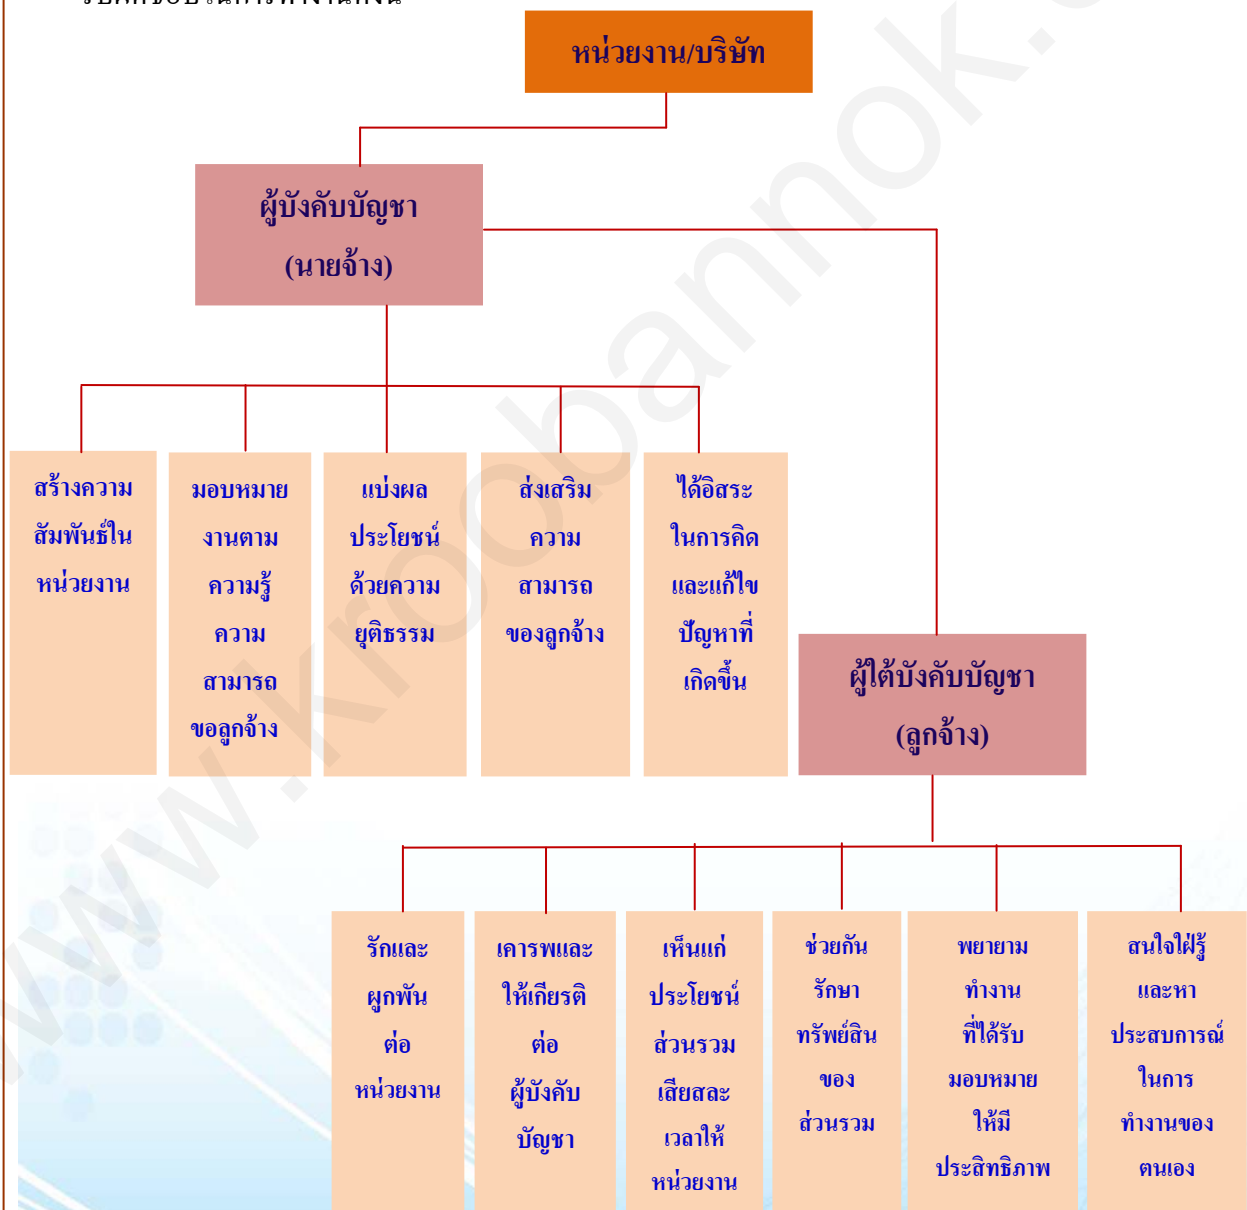 หน่วยงาน/บริษัท
ผู้บังคับบัญชา
(นายจ้าง)
สร้างความ
สัมพันธ์ใน
หน่วยงาน
มอบหมาย
งานตาม
ความรู้
ความ
สามารถ
ขอลูกจ้าง
แบ่งผล
ประโยชน์
ด้วยความ
ยุติธรรม
ส่งเสริม
ความ
สามารถ
ของลูกจ้าง
ได้อิสระ
ในการคิด
และแก้ไข
ปัญหาที่
เกิดขึ้น
ผู้ใต้บังคับบัญชา
(ลูกจ้าง)
รักและ
ผูกพัน
ต่อ
หน่วยงาน
เคารพและ
ให้เกียรติ
ต่อ
ผู้บังคับ
บัญชา
เห็นแก่
ประโยชน์
ส่วนรวม
เสียสละ
เวลาให้
หน่วยงาน
ช่วยกัน
รักษา
ทรัพย์สิน
ของ
ส่วนรวม
พยายาม
ทำงาน
ที่ได้รับ
มอบหมาย
ให้มี
ประสิทธิภาพ
สนใจใฝ่รู้
และหา
ประสบการณ์
ในการ
ทำงานของ
ตนเอง
www.kroobannok.